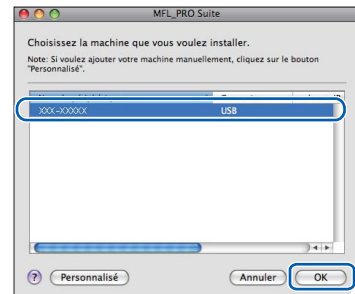 MFL_PRO Suite
Choisissez la machine que vous voulez installer.
Note: Si voulez ajouter votre machine manuellement, cliquez sur le bouton
"Personnalisé".
XXX-XXXXX USB
? Personnalisé Annuler OK